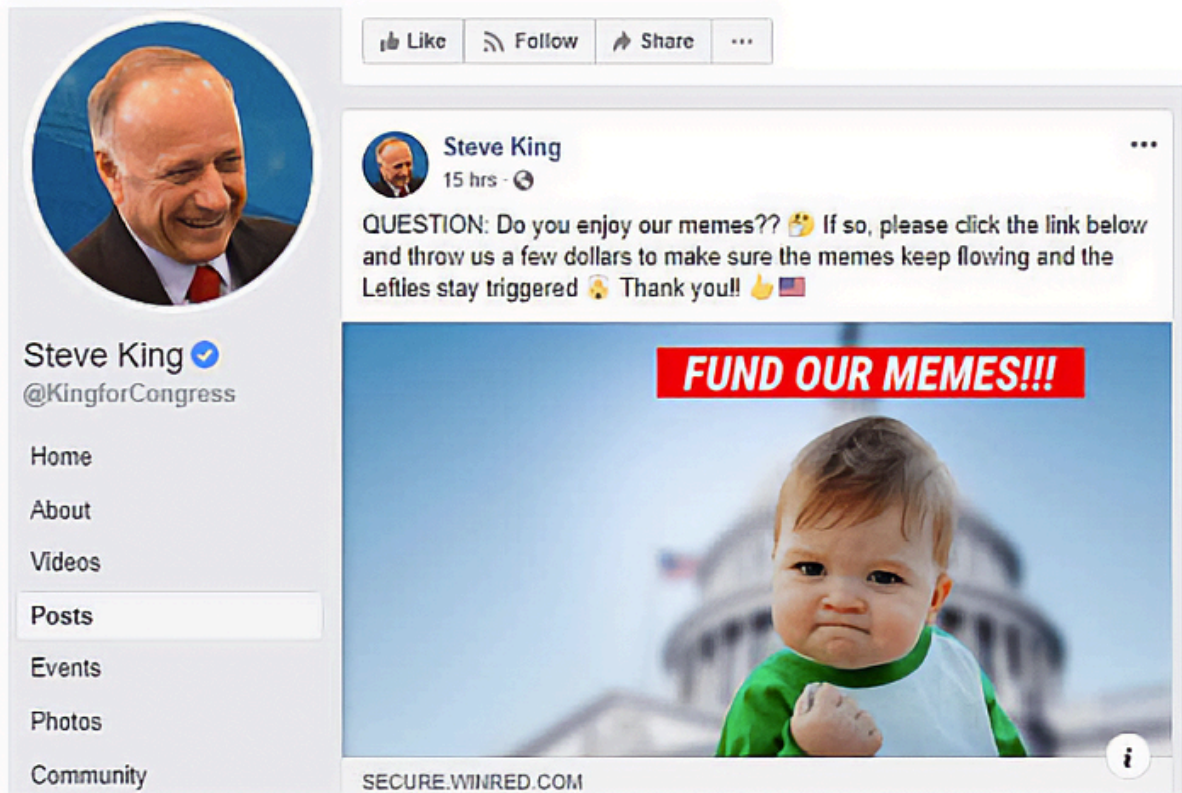 Like Follow Share ...
Steve King
15 hrs ·
QUESTION: Do you enjoy our memes?? 🤔 If so, please click the link below
and throw us a few dollars to make sure the memes keep flowing and the
Lefties stay triggered 🤯 Thank you!! 👍🇺🇸
FUND OUR MEMES!!!
SECURE.WINRED.COM
i
Steve King
@KingforCongress
Home
About
Videos
Posts
Events
Photos
Community